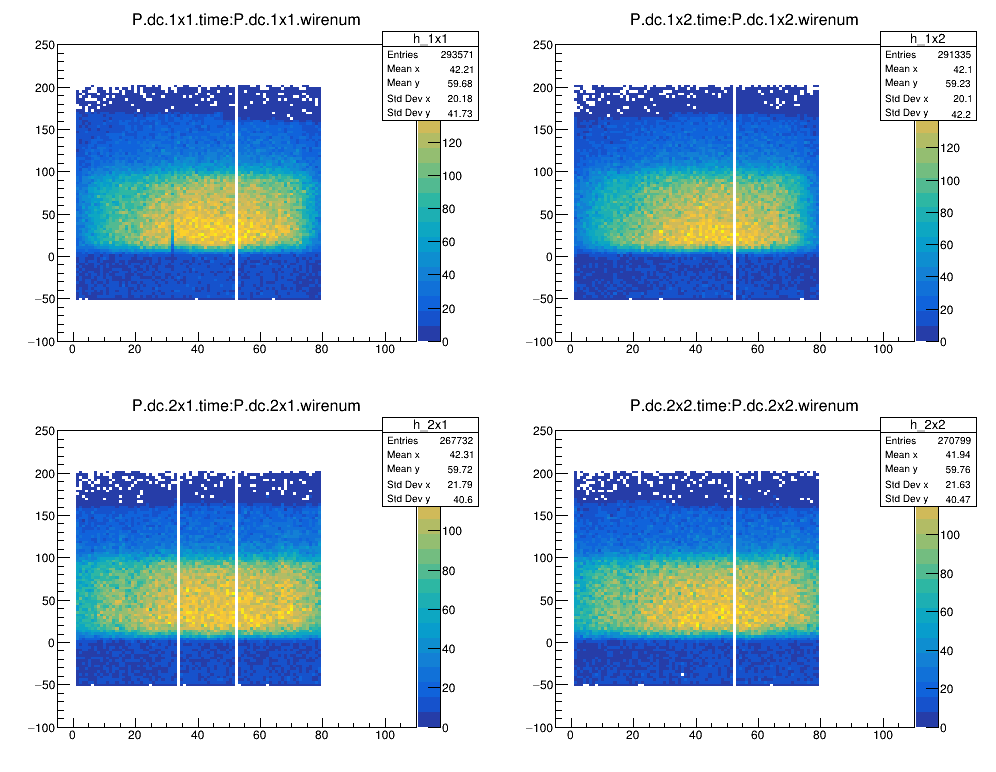 P.dc.1x1.time:P.dc.1x1.wirenum
h_1x1
Entries 293571
Mean x 42.21
Mean y 59.68
Std Dev x 20.18
Std Dev y 41.73
250
200
150
100
50
0
−50
−100
0 20 40 60 80 100
120
100
80
60
40
20
0
P.dc.1x2.time:P.dc.1x2.wirenum
h_1x2
Entries 291335
Mean x 42.1
Mean y 59.23
Std Dev x 20.1
Std Dev y 42.2
250
200
150
100
50
0
−50
−100
0 20 40 60 80 100
120
100
80
60
40
20
0
P.dc.2x1.time:P.dc.2x1.wirenum
h_2x1
Entries 267732
Mean x 42.31
Mean y 59.72
Std Dev x 21.79
Std Dev y 40.6
250
200
150
100
50
0
−50
−100
0 20 40 60 80 100
100
80
60
40
20
0
P.dc.2x2.time:P.dc.2x2.wirenum
h_2x2
Entries 270799
Mean x 41.94
Mean y 59.76
Std Dev x 21.63
Std Dev y 40.47
250
200
150
100
50
0
−50
−100
0 20 40 60 80 100
100
80
60
40
20
0